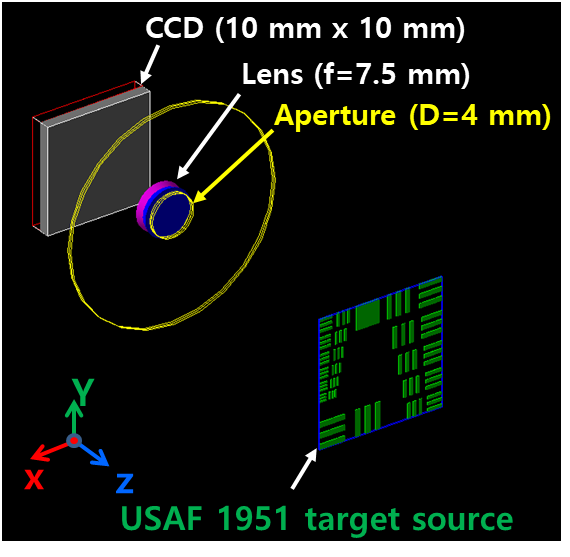 CCD (10 mm x 10 mm)
Lens (f=7.5 mm)
Aperture (D=4 mm)
Y
X
Z
USAF 1951 target source